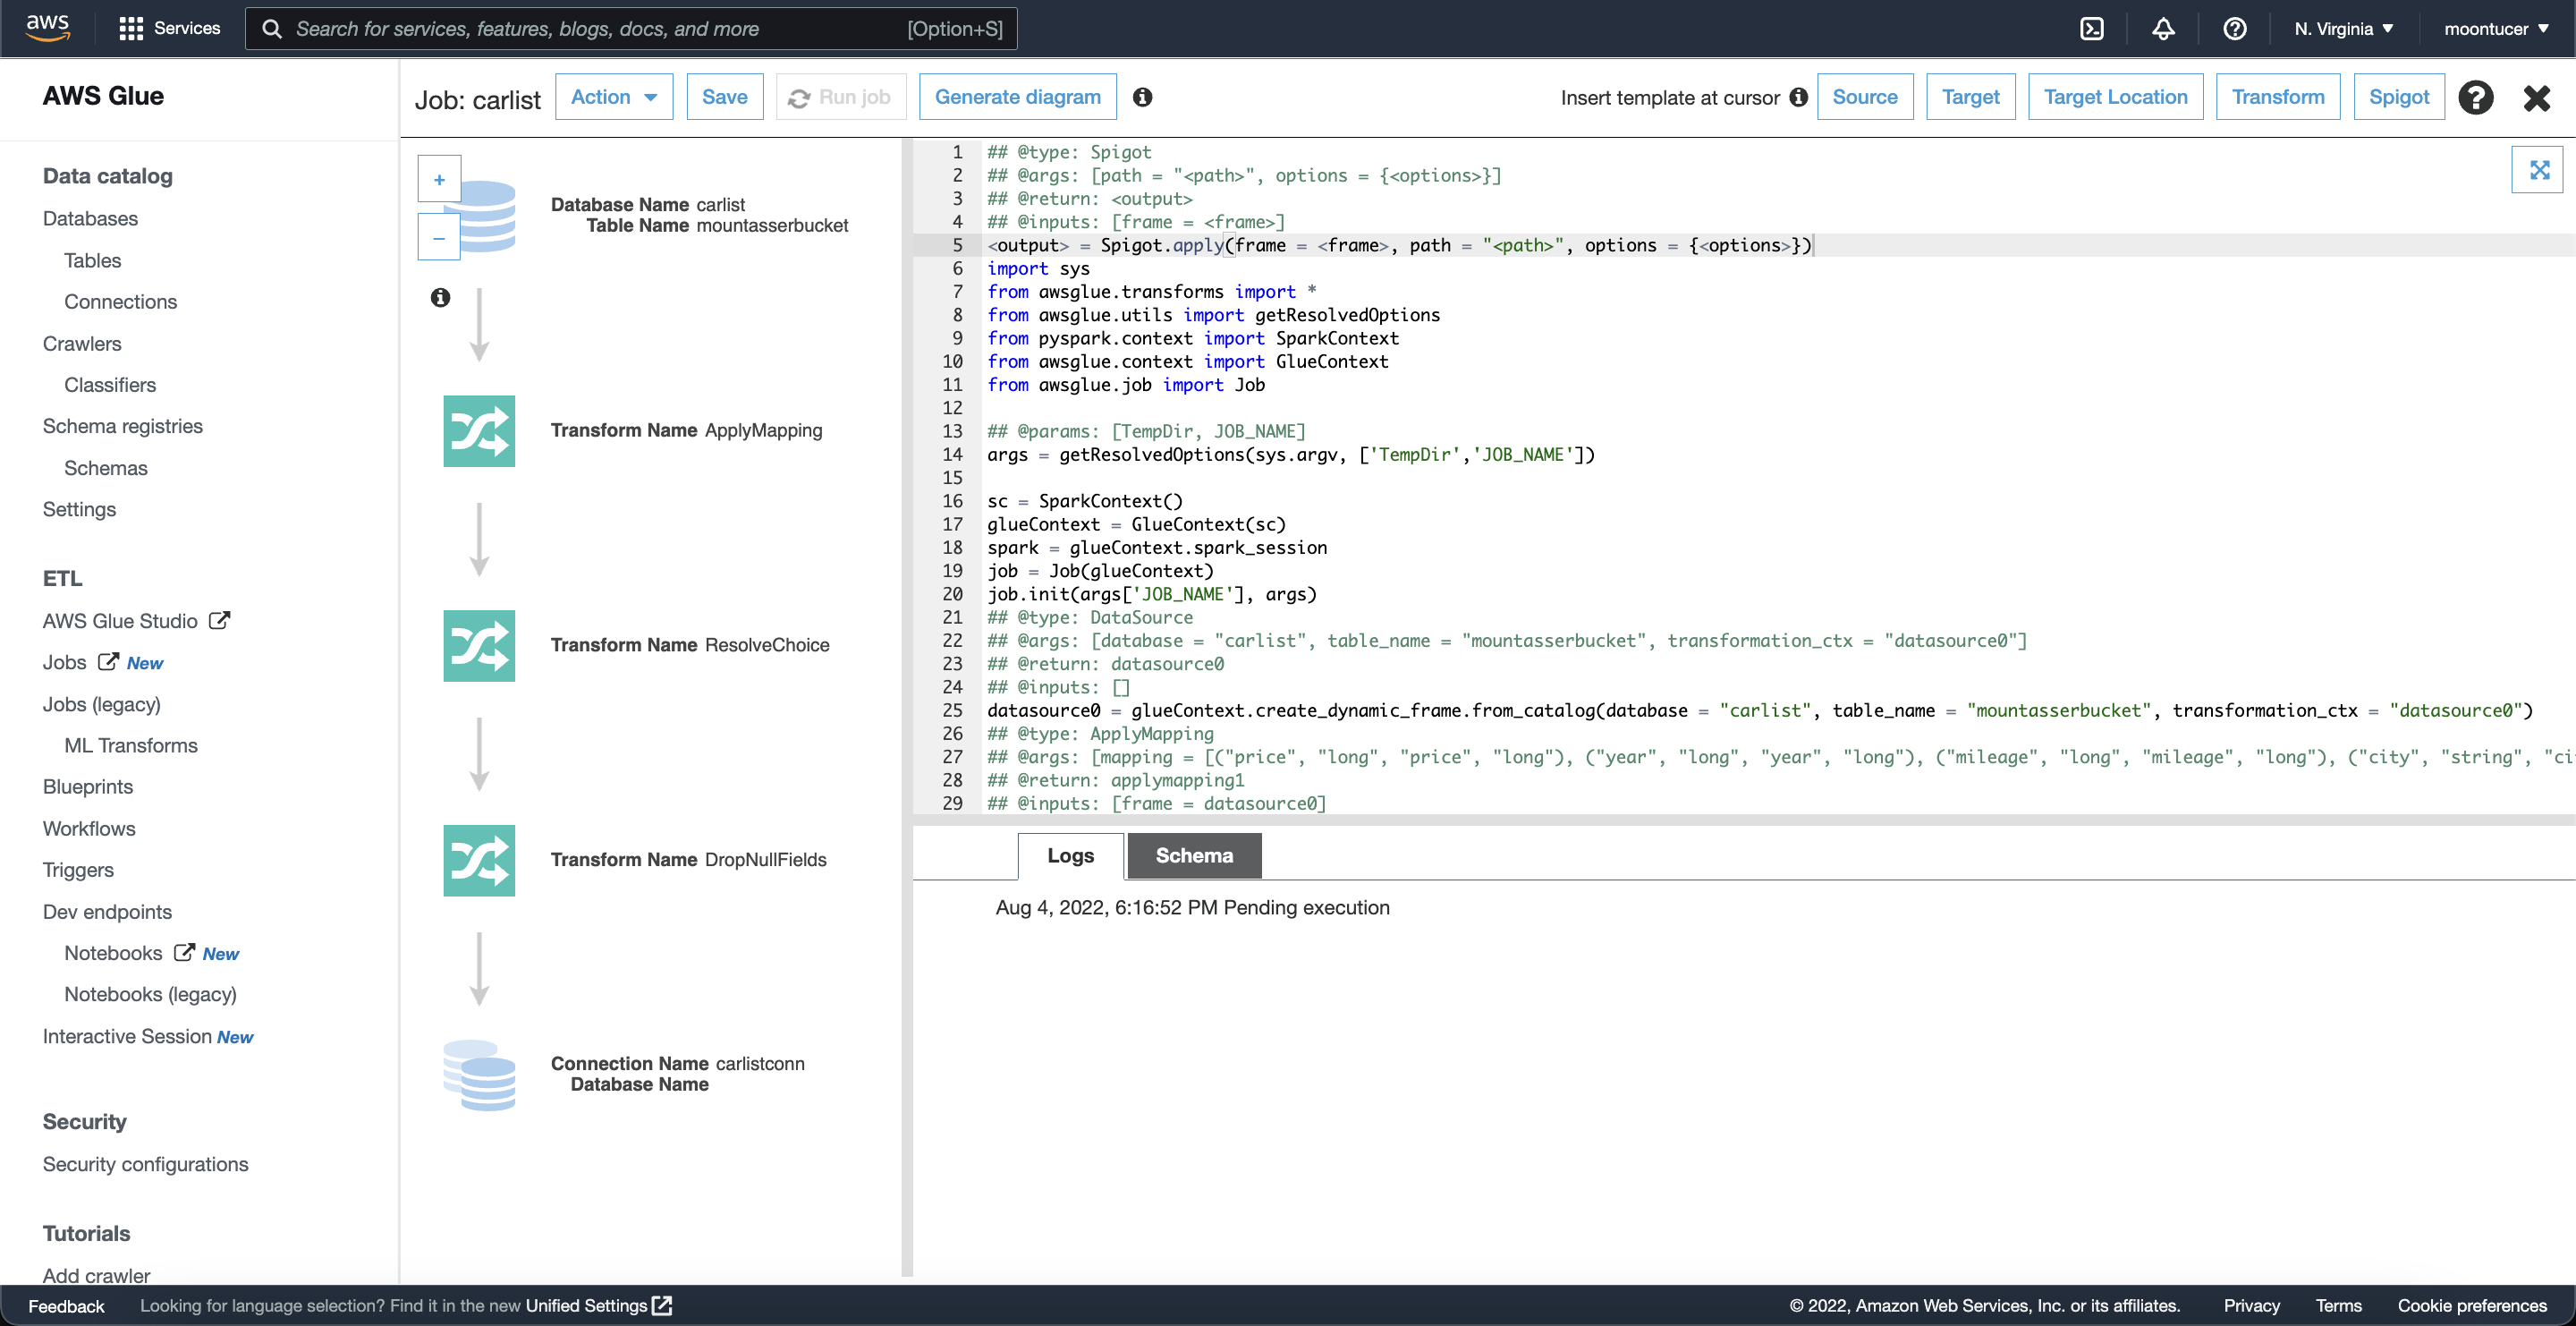 aws
Services
Search for services, features, blogs, docs, and more
[Option+S]
N. Virginia
moontucer
AWS Glue
Data catalog
Databases
Tables
Connections
Crawlers
Classifiers
Schema registries
Schemas
Settings
ETL
AWS Glue Studio
Jobs New
Jobs (legacy)
ML Transforms
Blueprints
Workflows
Triggers
Dev endpoints
Notebooks New
Notebooks (legacy)
Interactive Session New
Security
Security configurations
Tutorials
Add crawler
Job: carlist
Action
Save
Run job
Generate diagram
Insert template at cursor
Source
Target
Target Location
Transform
Spigot
+
−
Database Name carlist
Table Name mountasserbucket
Transform Name ApplyMapping
Transform Name ResolveChoice
Transform Name DropNullFields
Connection Name carlistconn
Database Name
1 ## @type: Spigot
2 ## @args: [path = "<path>", options = {<options>}]
3 ## @return: <output>
4 ## @inputs: [frame = <frame>]
5 <output> = Spigot.apply(frame = <frame>, path = "<path>", options = {<options>})
6 import sys
7 from awsglue.transforms import *
8 from awsglue.utils import getResolvedOptions
9 from pyspark.context import SparkContext
10 from awsglue.context import GlueContext
11 from awsglue.job import Job
12
13 ## @params: [TempDir, JOB_NAME]
14 args = getResolvedOptions(sys.argv, ['TempDir','JOB_NAME'])
15
16 sc = SparkContext()
17 glueContext = GlueContext(sc)
18 spark = glueContext.spark_session
19 job = Job(glueContext)
20 job.init(args['JOB_NAME'], args)
21 ## @type: DataSource
22 ## @args: [database = "carlist", table_name = "mountasserbucket", transformation_ctx = "datasource0"]
23 ## @return: datasource0
24 ## @inputs: []
25 datasource0 = glueContext.create_dynamic_frame.from_catalog(database = "carlist", table_name = "mountasserbucket", transformation_ctx = "datasource0")
26 ## @type: ApplyMapping
27 ## @args: [mapping = [("price", "long", "price", "long"), ("year", "long", "year", "long"), ("mileage", "long", "mileage", "long"), ("city", "string", "ci
28 ## @return: applymapping1
29 ## @inputs: [frame = datasource0]
Logs
Schema
Aug 4, 2022, 6:16:52 PM Pending execution
Feedback
Looking for language selection? Find it in the new Unified Settings
© 2022, Amazon Web Services, Inc. or its affiliates.
Privacy
Terms
Cookie preferences